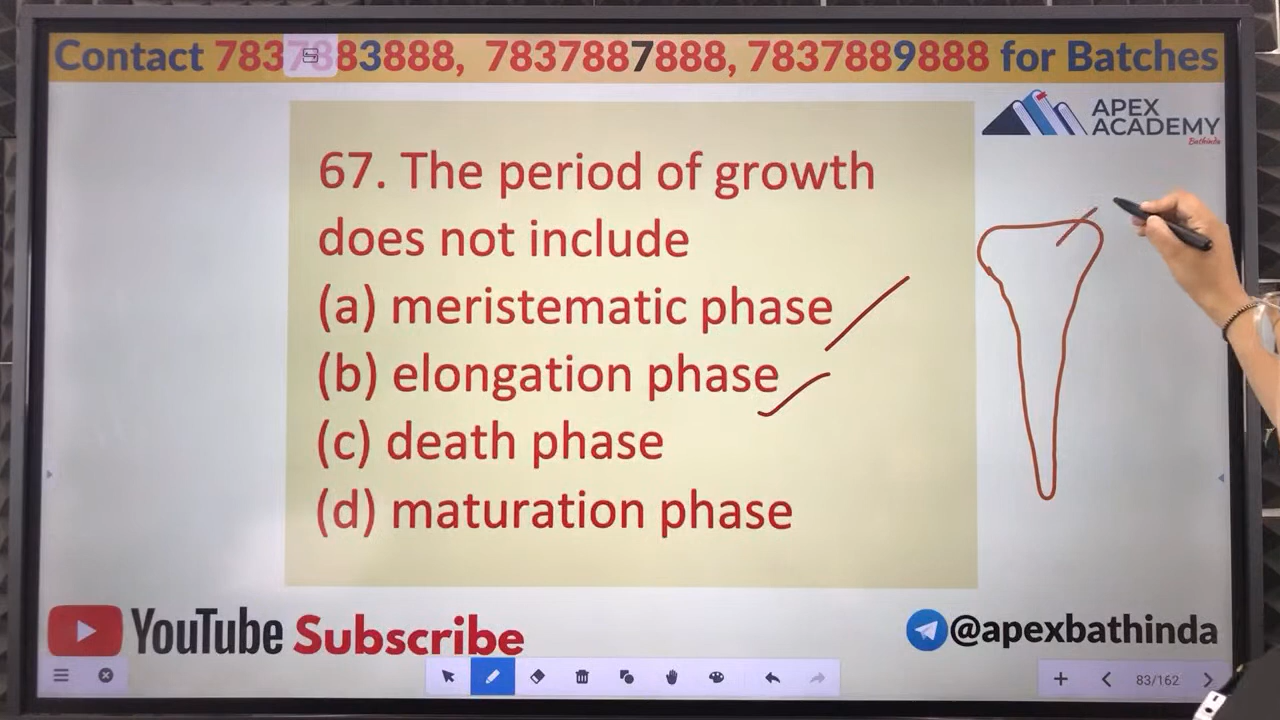 Contact 7837883888, 7837887888, 7837889888 for Batches
APEX
ACADEMY
Bathinda
67. The period of growth
does not include
(a) meristematic phase
(b) elongation phase
(c) death phase
(d) maturation phase
YouTube Subscribe
@apexbathinda
83/162